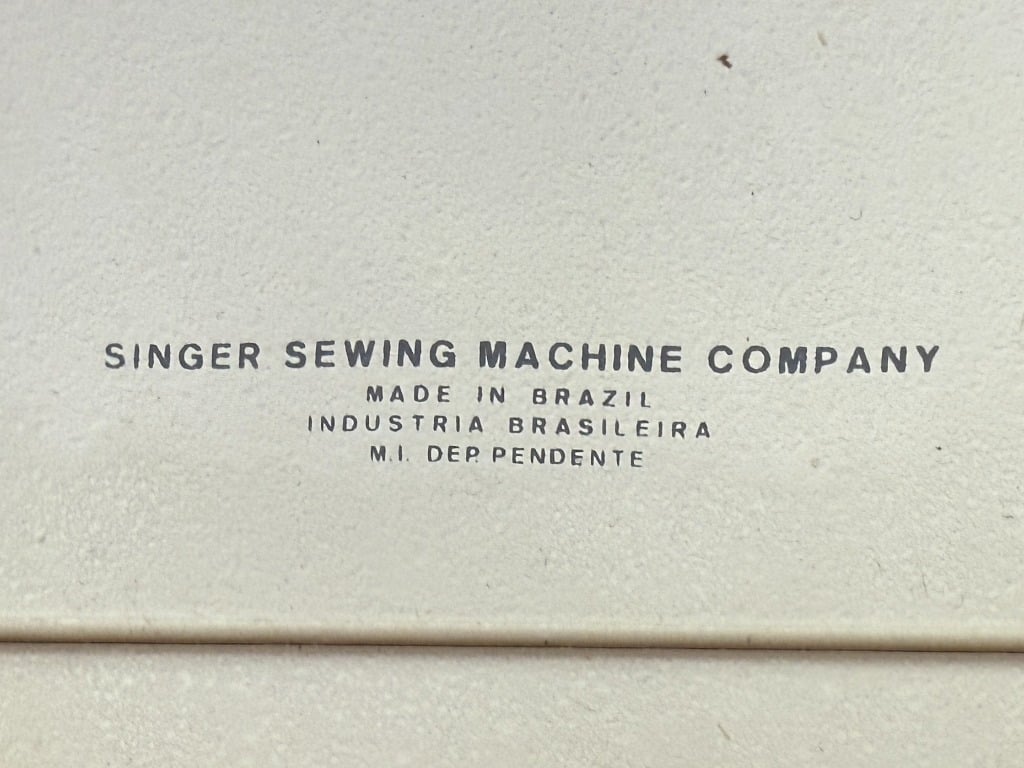 SINGER SEWING MACHINE COMPANY
MADE IN BRAZIL
INDUSTRIA BRASILEIRA
M.I. DEP. PENDENTE